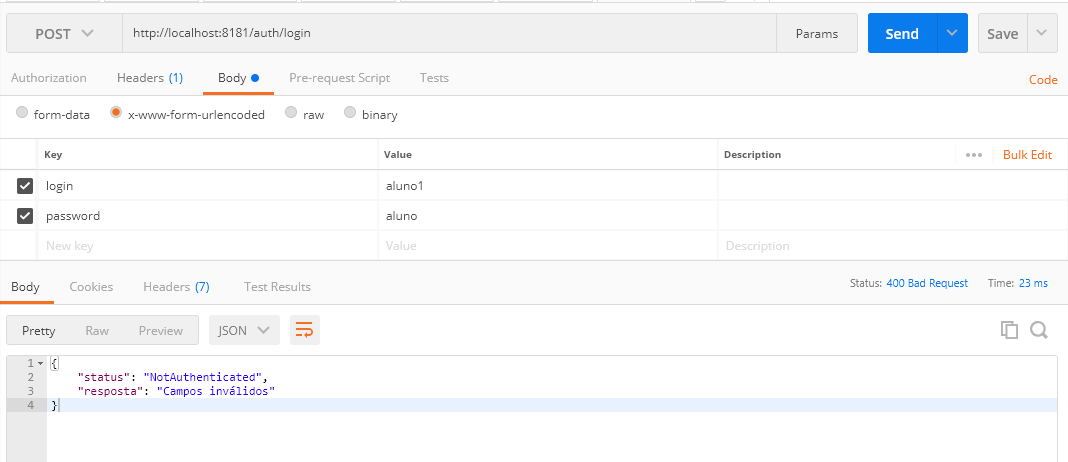 POST http://localhost:8181/auth/login Params Send Save
Authorization Headers (1) Body Pre-request Script Tests Code
form-data x-www-form-urlencoded raw binary
Key Value Description ••• Bulk Edit
login aluno1
password aluno
New key Value Description
Body Cookies Headers (7) Test Results Status: 400 Bad Request Time: 23 ms
Pretty Raw Preview JSON
1 {
2 "status": "NotAuthenticated",
3 "resposta": "Campos inválidos"
4 }